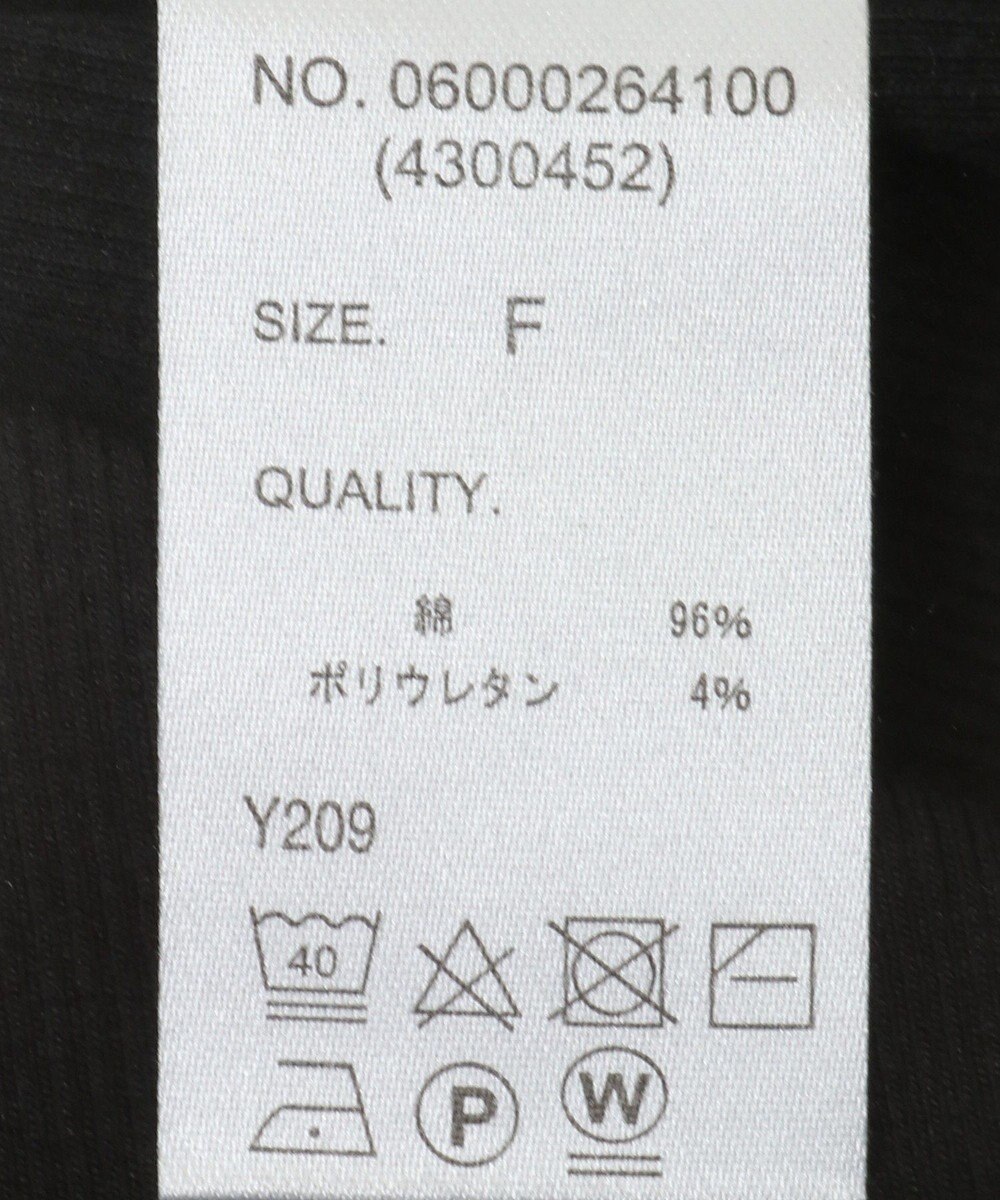 NO. 06000264100
(4300452)
SIZE. F
QUALITY.
綿 96%
ポリウレタン 4%
Y209
40
P W